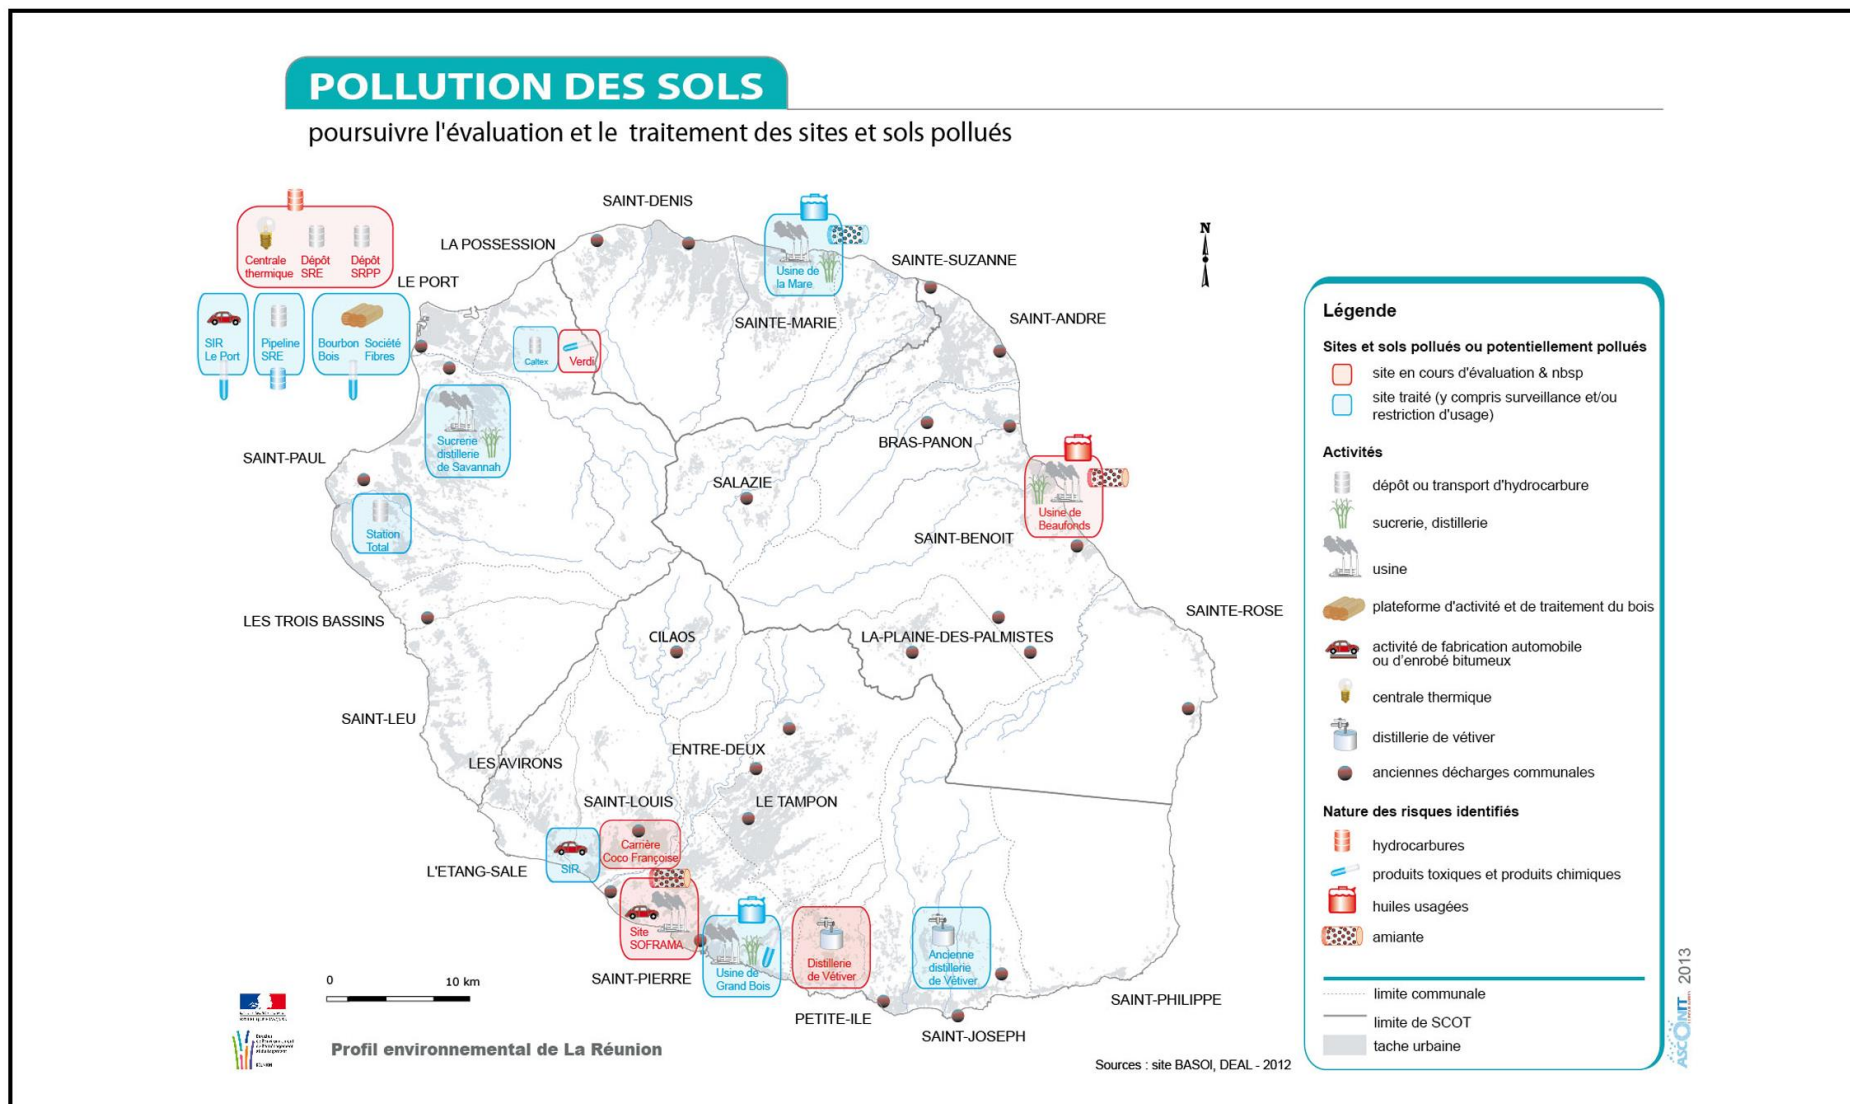 POLLUTION DES SOLS
poursuivre l'évaluation et le traitement des sites et sols pollués
SAINT-DENIS
LA POSSESSION
LE PORT
Centrale
thermique
Dépôt
SRE
Dépôt
SRPP
SIR
Le Port
Pipeline
SRE
Bourbon
Bois
Société
Fibres
Caltex
Verdi
Usine de
la Mare
SAINTE-MARIE
SAINTE-SUZANNE
SAINT-ANDRE
N
Sucrerie
distillerie
de Savannah
SAINT-PAUL
Station
Total
BRAS-PANON
SALAZIE
Usine de
Beaufonds
SAINT-BENOIT
SAINTE-ROSE
LES TROIS BASSINS
CILAOS
LA-PLAINE-DES-PALMISTES
SAINT-LEU
LES AVIRONS
ENTRE-DEUX
SAINT-LOUIS
LE TAMPON
L'ETANG-SALE
SIR
Carrière
Coco Françoise
Site
SOFRAMA
SAINT-PIERRE
Usine de
Grand Bois
Distillerie
de Vétiver
Ancienne
distillerie
de Vétiver
PETITE-ILE
SAINT-JOSEPH
SAINT-PHILIPPE
0 10 km
Profil environnemental de La Réunion
Sources : site BASOI, DEAL - 2012
Légende
Sites et sols pollués ou potentiellement pollués
site en cours d'évaluation & nbsp
site traité (y compris surveillance et/ou
restriction d'usage)
Activités
dépôt ou transport d'hydrocarbure
sucrerie, distillerie
usine
plateforme d'activité et de traitement du bois
activité de fabrication automobile
ou d'enrobé bitumeux
centrale thermique
distillerie de vétiver
anciennes décharges communales
Nature des risques identifiés
hydrocarbures
produits toxiques et produits chimiques
huiles usagées
amiante
limite communale
limite de SCOT
tache urbaine
ASCONIT 2013